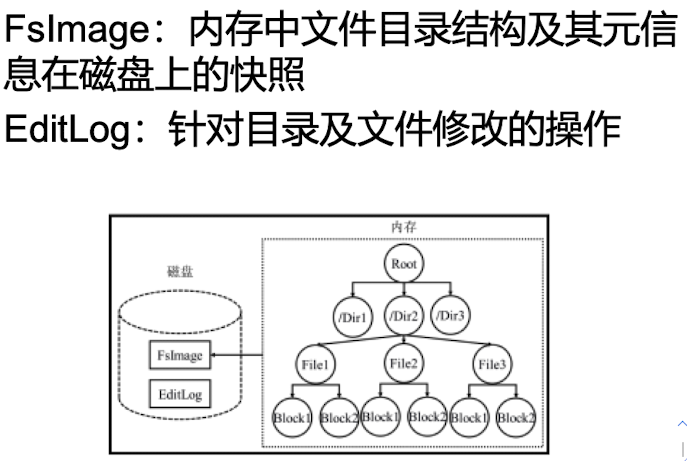 FsImage：内存中文件目录结构及其元信
息在磁盘上的快照
EditLog：针对目录及文件修改的操作
内存
磁盘
Root
/Dir1 /Dir2 /Dir3
FsImage
File1 File2 File3
EditLog
Block1 Block2 Block1 Block2 Block1 Block2